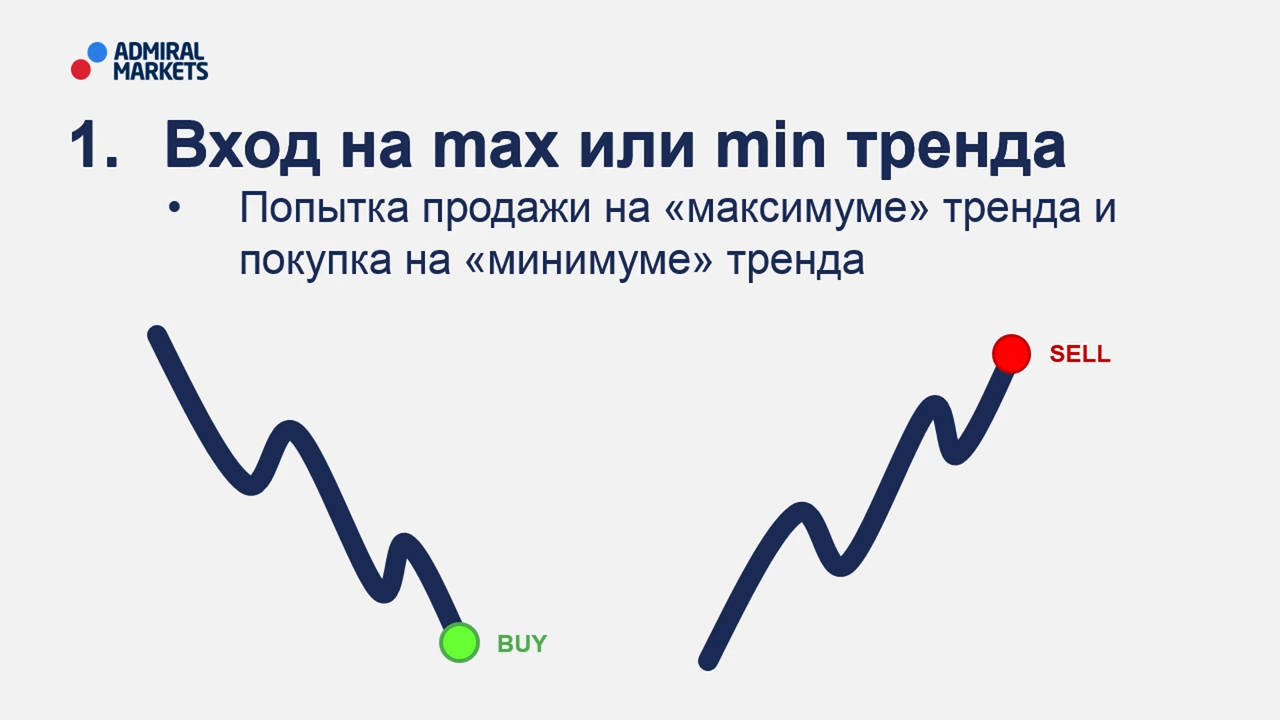 ADMIRAL
MARKETS
1. Вход на max или min тренда
• Попытка продажи на «максимуме» тренда и
покупка на «минимуме» тренда
SELL
BUY